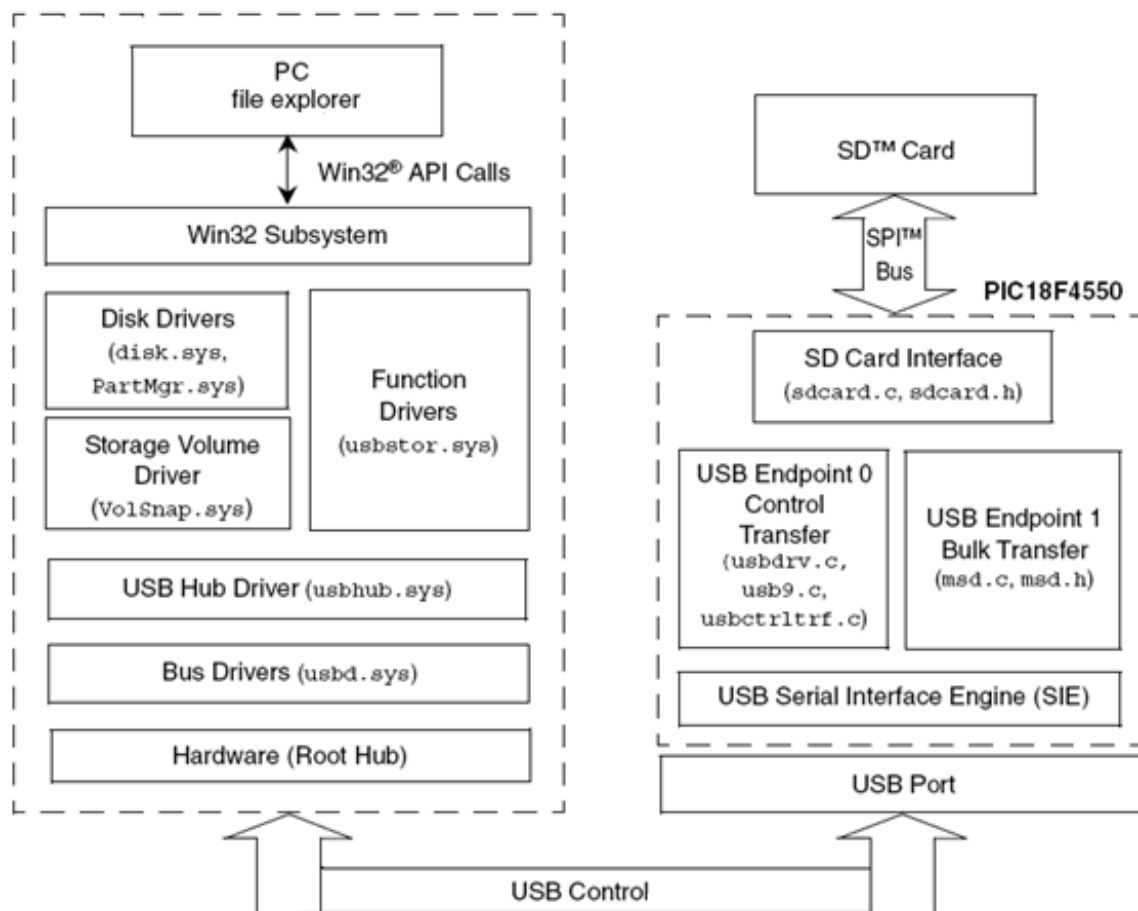 PC
file explorer
Win32® API Calls
Win32 Subsystem
Disk Drivers
(disk.sys,
PartMgr.sys)
Storage Volume
Driver
(VolSnap.sys)
Function
Drivers
(usbstor.sys)
USB Hub Driver (usbhub.sys)
Bus Drivers (usbd.sys)
Hardware (Root Hub)
SD™ Card
SPI™
Bus
PIC18F4550
SD Card Interface
(sdcard.c, sdcard.h)
USB Endpoint 0
Control
Transfer
(usbdrv.c,
usb9.c,
usbctrltrf.c)
USB Endpoint 1
Bulk Transfer
(msd.c, msd.h)
USB Serial Interface Engine (SIE)
USB Port
USB Control